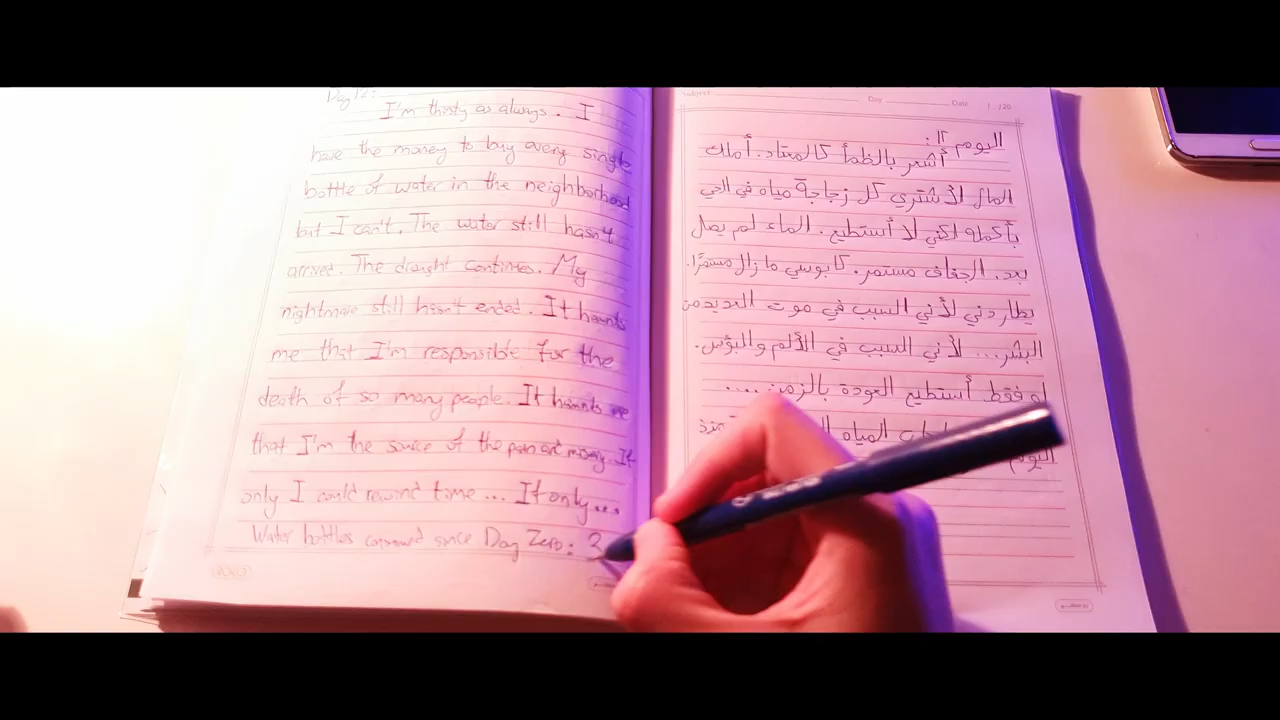 Day 12:
I'm thirsty as always. I
have the money to buy every single
bottle of water in the neighborhood
but I can't. The water still hasn't
arrived. The drought continues. My
nightmare still hasn't ended. It haunts
me that I'm responsible for the
death of so many people. It haunts me
that I'm the source of the pain and misery. If
only I could rewind time ... If only...
Water bottles consumed since Day Zero: 3
Subject
Day
Date
/ /20
اليوم ١٢:
أشعر بالظمأ كالمعتاد. أملك
المال لأشتري كل زجاجة مياه في الحي
بأكمله لكني لا أستطيع. الماء لم يصل
بعد. الجفاف مستمر. كابوسي ما زال مستمرًا.
يطاردني لأني السبب في موت العديد من
البشر... لأني السبب في الألم والبؤس.
لو فقط أستطيع العودة بالزمن....
المياه
اليوم